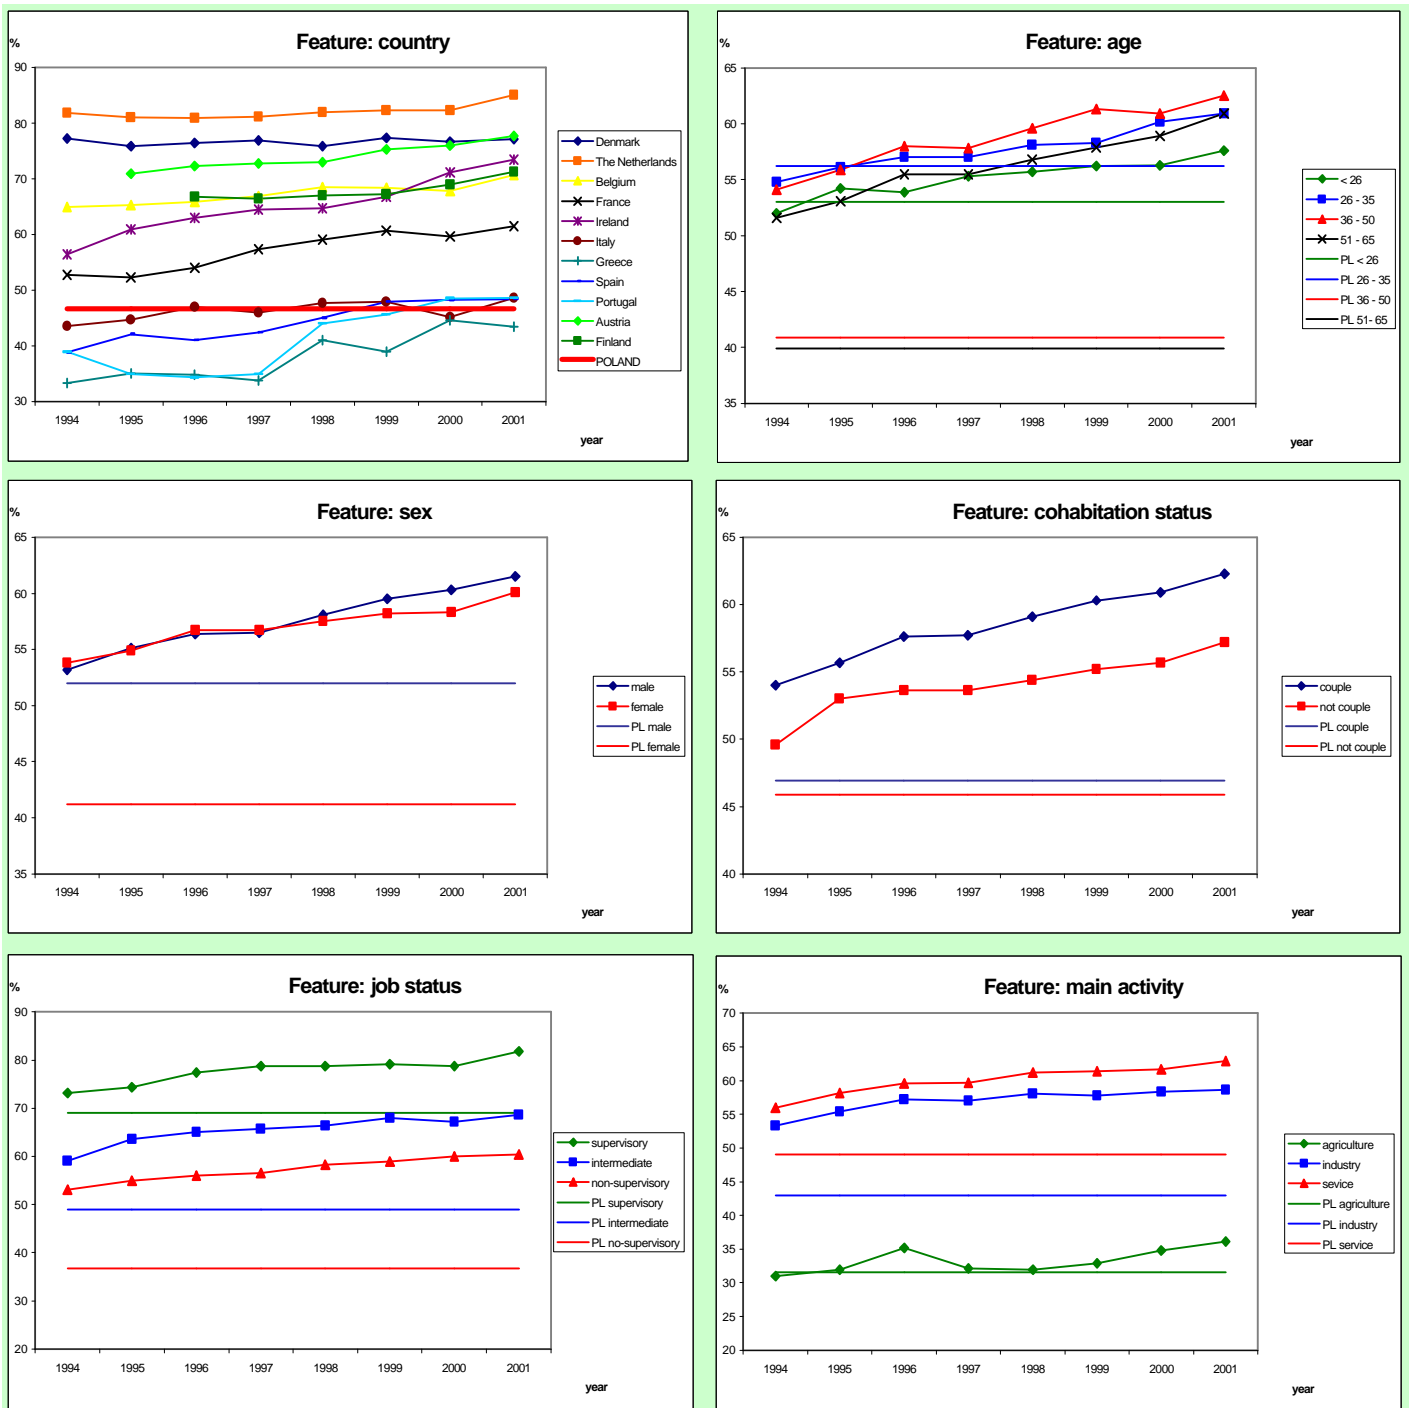 Feature: country
%
90
80
70
60
50
40
30
1994 1995 1996 1997 1998 1999 2000 2001
year
Denmark
The Netherlands
Belgium
France
Ireland
Italy
Greece
Spain
Portugal
Austria
Finland
POLAND
Feature: age
%
65
60
55
50
45
40
35
1994 1995 1996 1997 1998 1999 2000 2001
year
< 26
26 - 35
36 - 50
51 - 65
PL < 26
PL 26 - 35
PL 36 - 50
PL 51- 65
Feature: sex
%
65
60
55
50
45
40
35
1994 1995 1996 1997 1998 1999 2000 2001
year
male
female
PL male
PL female
Feature: cohabitation status
%
65
60
55
50
45
40
1994 1995 1996 1997 1998 1999 2000 2001
year
couple
not couple
PL couple
PL not couple
Feature: job status
%
90
80
70
60
50
40
30
20
1994 1995 1996 1997 1998 1999 2000 2001
year
supervisory
intermediate
non-supervisory
PL supervisory
PL intermediate
PL no-supervisory
Feature: main activity
%
70
65
60
55
50
45
40
35
30
25
20
1994 1995 1996 1997 1998 1999 2000 2001
year
agriculture
industry
sevice
PL agriculture
PL industry
PL service